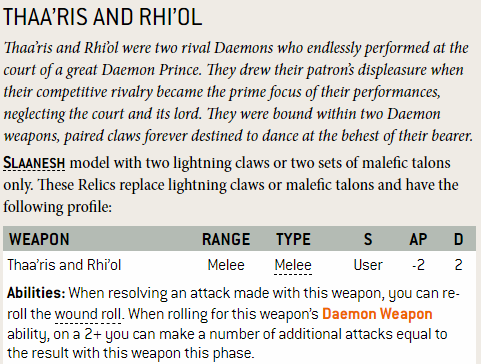 THAA'RIS AND RHI'OL
Thaa'ris and Rhi'ol were two rival Daemons who endlessly performed at the
court of a great Daemon Prince. They drew their patron's displeasure when
their competitive rivalry became the prime focus of their performances,
neglecting the court and its lord. They were bound within two Daemon
weapons, paired claws forever destined to dance at the behest of their bearer.
SLAANESH model with two lightning claws or two sets of malefic talons
only. These Relics replace lightning claws or malefic talons and have the
following profile:
WEAPON RANGE TYPE S AP D
Thaa'ris and Rhi'ol Melee Melee User -2 2
Abilities: When resolving an attack made with this weapon, you can re-
roll the wound roll. When rolling for this weapon's Daemon Weapon
ability, on a 2+ you can make a number of additional attacks equal to
the result with this weapon this phase.